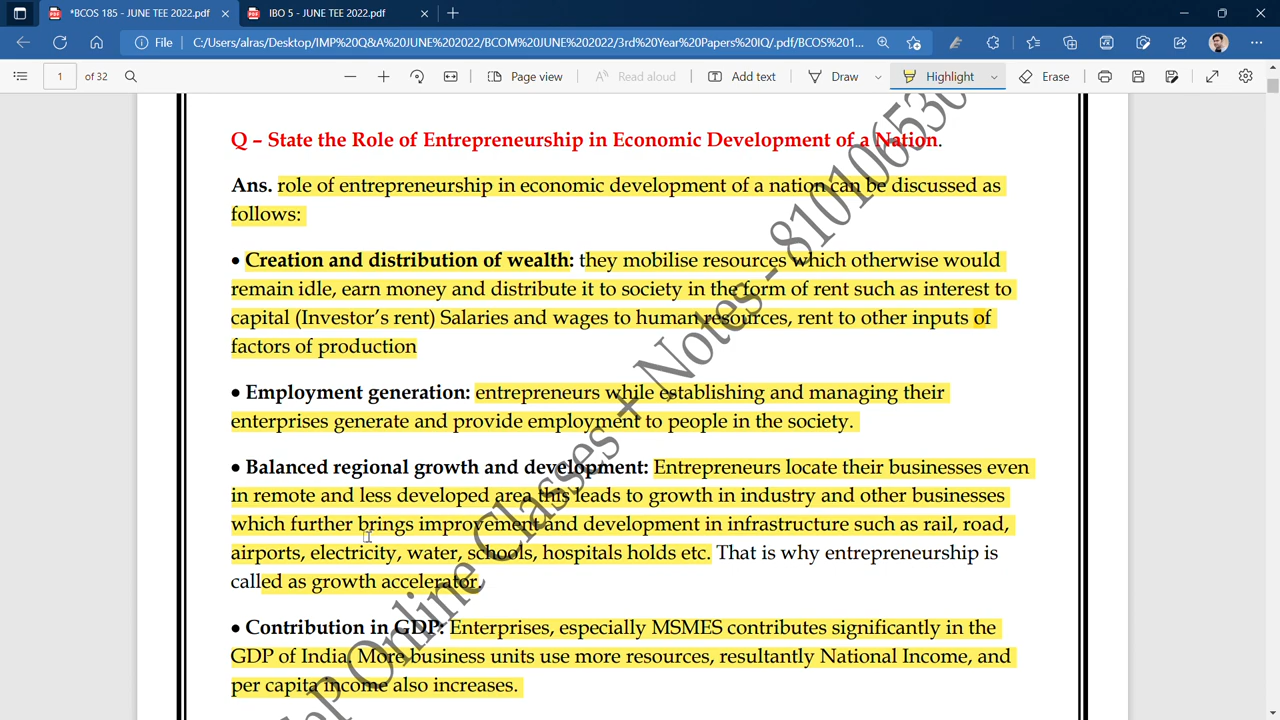 *BCOS 185 - JUNE TEE 2022.pdf
IBO 5 - JUNE TEE 2022.pdf
File
C:/Users/alras/Desktop/IMP%20Q&A%20JUNE%202022/BCOM%20JUNE%202022/3rd%20Year%20Papers%20IQ/.pdf/BCOS%201...
1 of 32
Page view
Read aloud
Add text
Draw
Highlight
Erase
Q – State the Role of Entrepreneurship in Economic Development of a Nation.
Ans. role of entrepreneurship in economic development of a nation can be discussed as
follows:
• Creation and distribution of wealth: they mobilise resources which otherwise would
remain idle, earn money and distribute it to society in the form of rent such as interest to
capital (Investor’s rent) Salaries and wages to human resources, rent to other inputs of
factors of production
• Employment generation: entrepreneurs while establishing and managing their
enterprises generate and provide employment to people in the society.
• Balanced regional growth and development: Entrepreneurs locate their businesses even
in remote and less developed area this leads to growth in industry and other businesses
which further brings improvement and development in infrastructure such as rail, road,
airports, electricity, water, schools, hospitals holds etc. That is why entrepreneurship is
called as growth accelerator.
• Contribution in GDP: Enterprises, especially MSMES contributes significantly in the
GDP of India. More business units use more resources, resultantly National Income, and
per capita income also increases.
Online Classes + Notes -